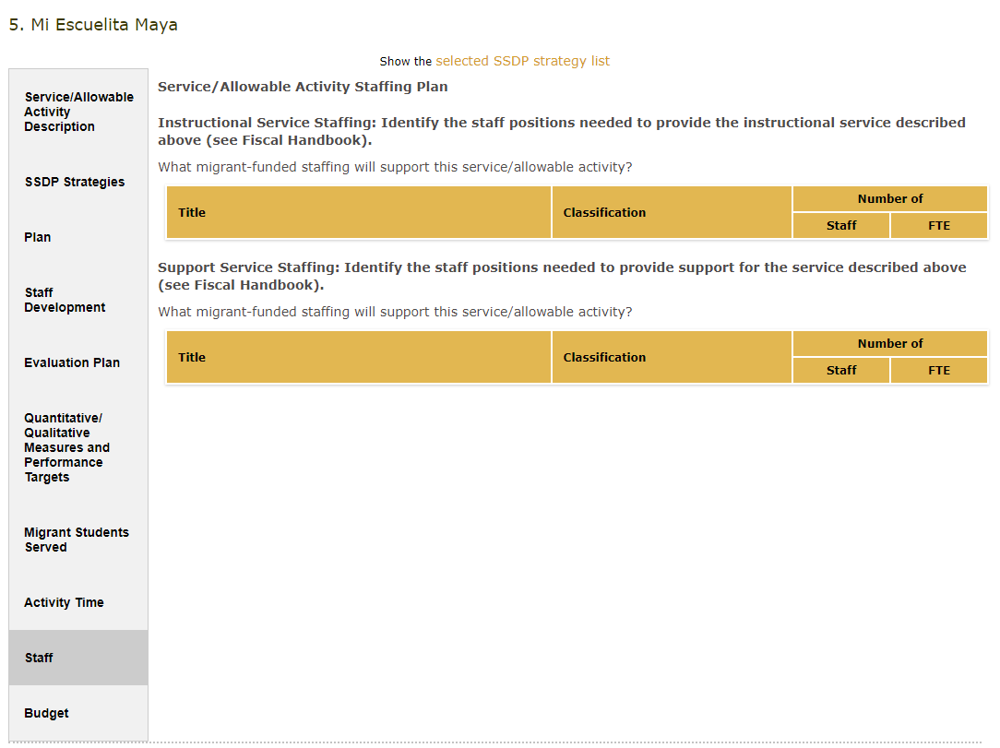 5. Mi Escuelita Maya
Show the selected SSDP strategy list
Service/Allowable
Activity
Description
SSDP Strategies
Plan
Staff
Development
Evaluation Plan
Quantitative/
Qualitative
Measures and
Performance
Targets
Migrant Students
Served
Activity Time
Staff
Budget
Service/Allowable Activity Staffing Plan
Instructional Service Staffing: Identify the staff positions needed to provide the instructional service described
above (see Fiscal Handbook).
What migrant-funded staffing will support this service/allowable activity?
Title
Classification
Number of
Staff
FTE
Support Service Staffing: Identify the staff positions needed to provide support for the service described above
(see Fiscal Handbook).
What migrant-funded staffing will support this service/allowable activity?
Title
Classification
Number of
Staff
FTE